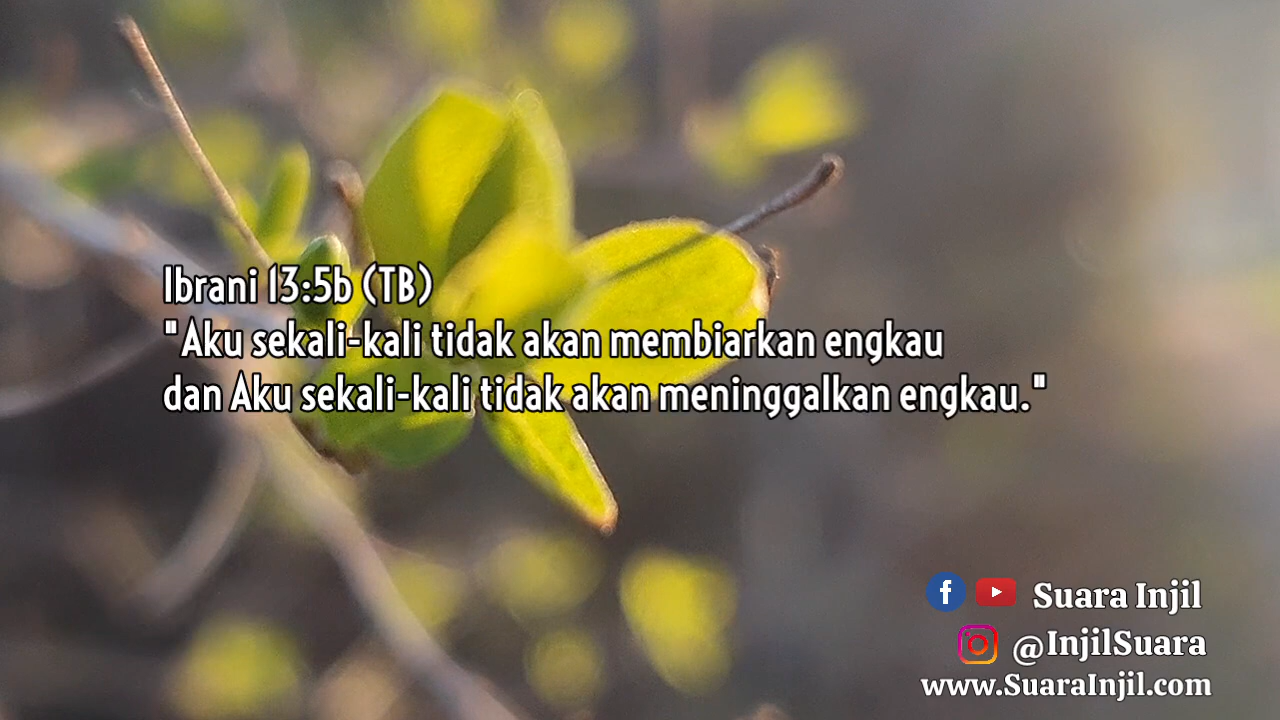 Ibrani 13:5b (TB)
"Aku sekali-kali tidak akan membiarkan engkau
dan Aku sekali-kali tidak akan meninggalkan engkau."
Suara Injil
@InjilSuara
www.SuaraInjil.com